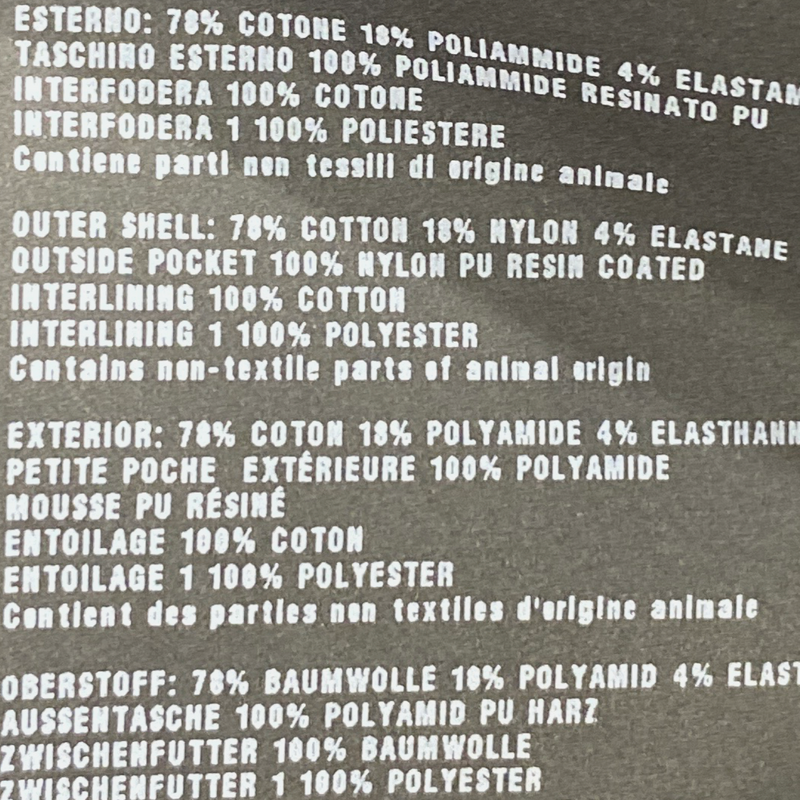 ESTERNO: 78% COTONE 18% POLIAMMIDE 4% ELASTAN
TASCHINO ESTERNO 100% POLIAMMIDE RESINATO PU
INTERFODERA 100% COTONE
INTERFODERA 1 100% POLIESTERE
Contiene parti non tessili di origine animale
OUTER SHELL: 78% COTTON 18% NYLON 4% ELASTANE
OUTSIDE POCKET 100% NYLON PU RESIN COATED
INTERLINING 100% COTTON
INTERLINING 1 100% POLYESTER
Contains non-textile parts of animal origin
EXTERIOR: 78% COTON 18% POLYAMIDE 4% ELASTHANN
PETITE POCHE EXTÉRIEURE 100% POLYAMIDE
MOUSSE PU RÉSINÉ
ENTOILAGE 100% COTON
ENTOILAGE 1 100% POLYESTER
Contient des parties non textiles d'origine animale
OBERSTOFF: 78% BAUMWOLLE 18% POLYAMID 4% ELAST
AUSSENTASCHE 100% POLYAMID PU HARZ
ZWISCHENFUTTER 100% BAUMWOLLE
ZWISCHENFUTTER 1 100% POLYESTER